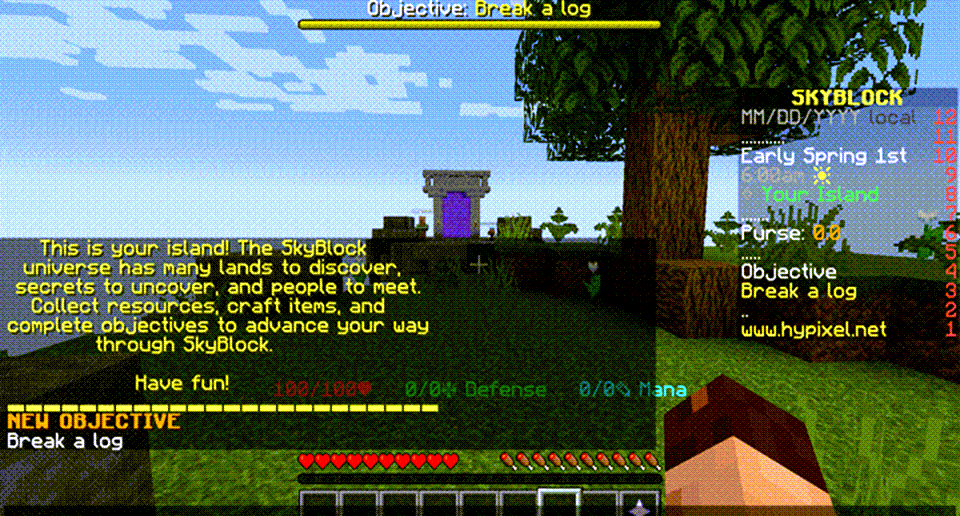 Objective: Break a log
SKYBLOCK
MM/DD/YYYY local 12
11
Early Spring 1st 10
6:00am 9
8
Your Island 7
6
Purse: 0.0 5
4
Objective
Break a log 3
2
www.hypixel.net 1
This is your island! The SkyBlock
universe has many lands to discover,
secrets to uncover, and people to meet.
Collect resources, craft items, and
complete objectives to advance your way
through SkyBlock.
Have fun!
100/100❤ 0/0 Defense 0/0 Mana
NEW OBJECTIVE
Break a log